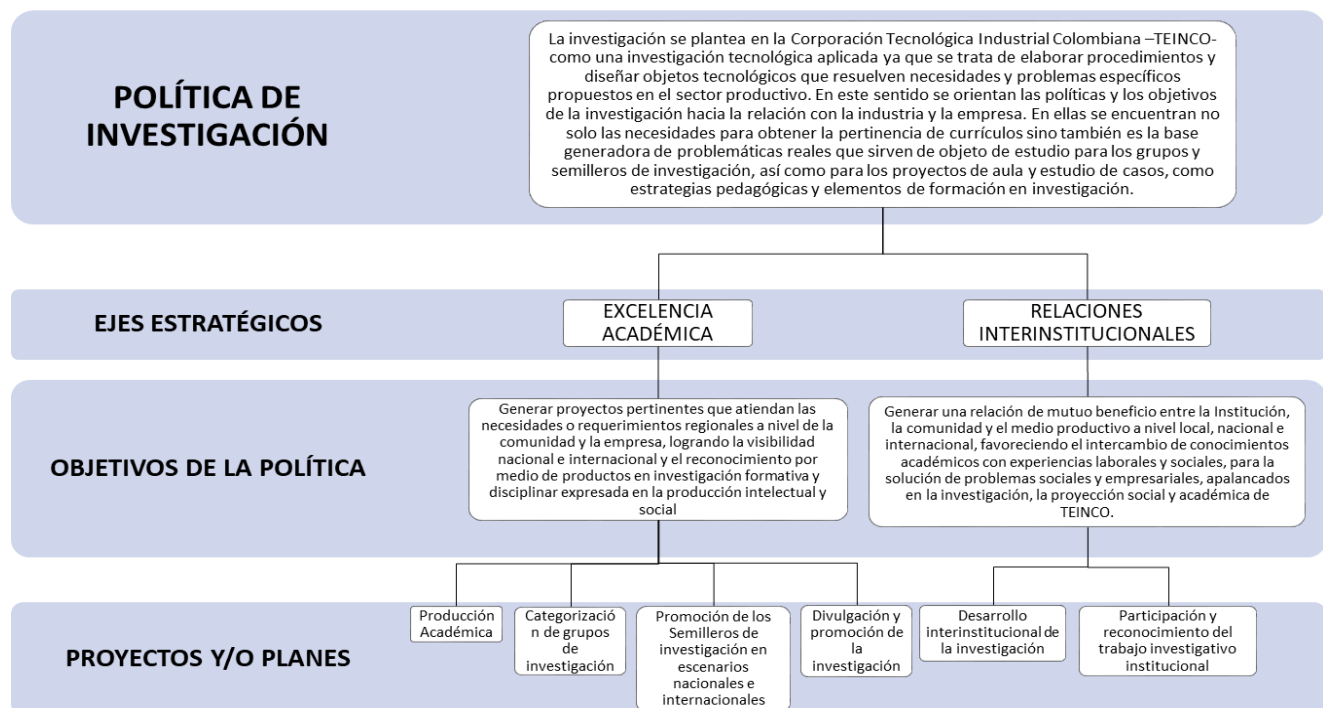 POLÍTICA DE
INVESTIGACIÓN
La investigación se plantea en la Corporación Tecnológica Industrial Colombiana –TEINCO-
como una investigación tecnológica aplicada ya que se trata de elaborar procedimientos y
diseñar objetos tecnológicos que resuelven necesidades y problemas específicos
propuestos en el sector productivo. En este sentido se orientan las políticas y los objetivos
de la investigación hacia la relación con la industria y la empresa. En ellas se encuentran no
solo las necesidades para obtener la pertinencia de currículos sino también es la base
generadora de problemáticas reales que sirven de objeto de estudio para los grupos y
semilleros de investigación, así como para los proyectos de aula y estudio de casos, como
estrategias pedagógicas y elementos de formación en investigación.
EJES ESTRATÉGICOS
EXCELENCIA
ACADÉMICA
RELACIONES
INTERINSTITUCIONALES
OBJETIVOS DE LA POLÍTICA
Generar proyectos pertinentes que atiendan las
necesidades o requerimientos regionales a nivel de la
comunidad y la empresa, logrando la visibilidad
nacional e internacional y el reconocimiento por
medio de productos en investigación formativa y
disciplinar expresada en la producción intelectual y
social
Generar una relación de mutuo beneficio entre la Institución,
la comunidad y el medio productivo a nivel local, nacional e
internacional, favoreciendo el intercambio de conocimientos
académicos con experiencias laborales y sociales, para la
solución de problemas sociales y empresariales, apalancados
en la investigación, la proyección social y académica de
TEINCO.
PROYECTOS Y/O PLANES
Producción
Académica
Categorizació
n de grupos
de
investigación
Promoción de los
Semilleros de
investigación en
escenarios
nacionales e
internacionales
Divulgación y
promoción de
la
investigación
Desarrollo
interinstitucional de
la investigación
Participación y
reconocimiento del
trabajo investigativo
institucional